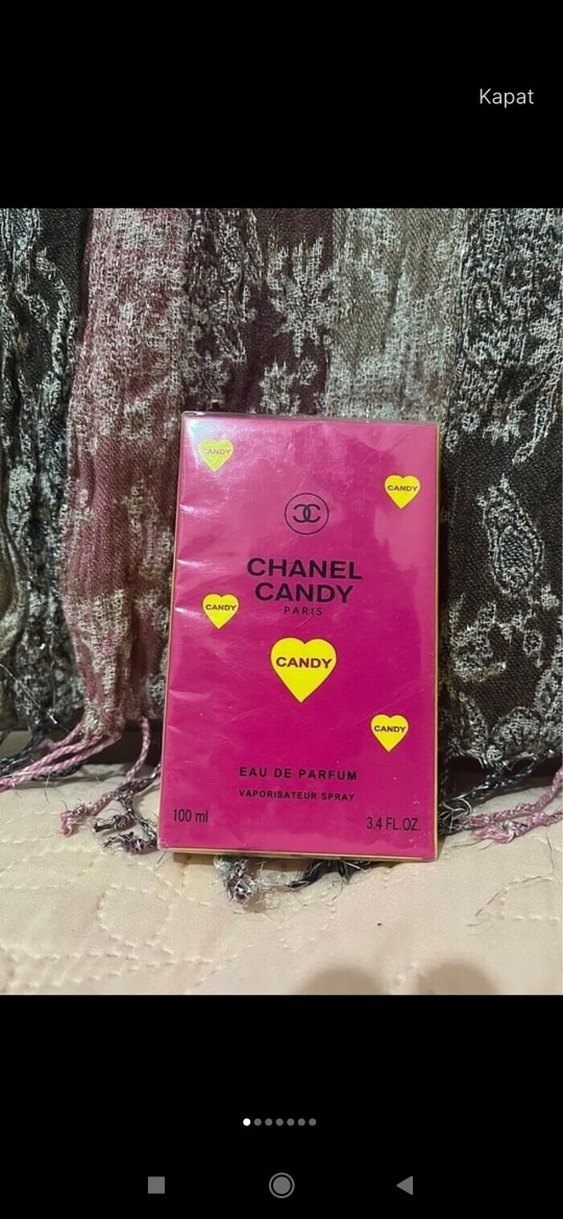 Kapat
CANDY
CANDY
CHANEL
CANDY
PARIS
CANDY
CANDY
CANDY
EAU DE PARFUM
VAPORISATEUR SPRAY
100 ml
3.4 FL.OZ.